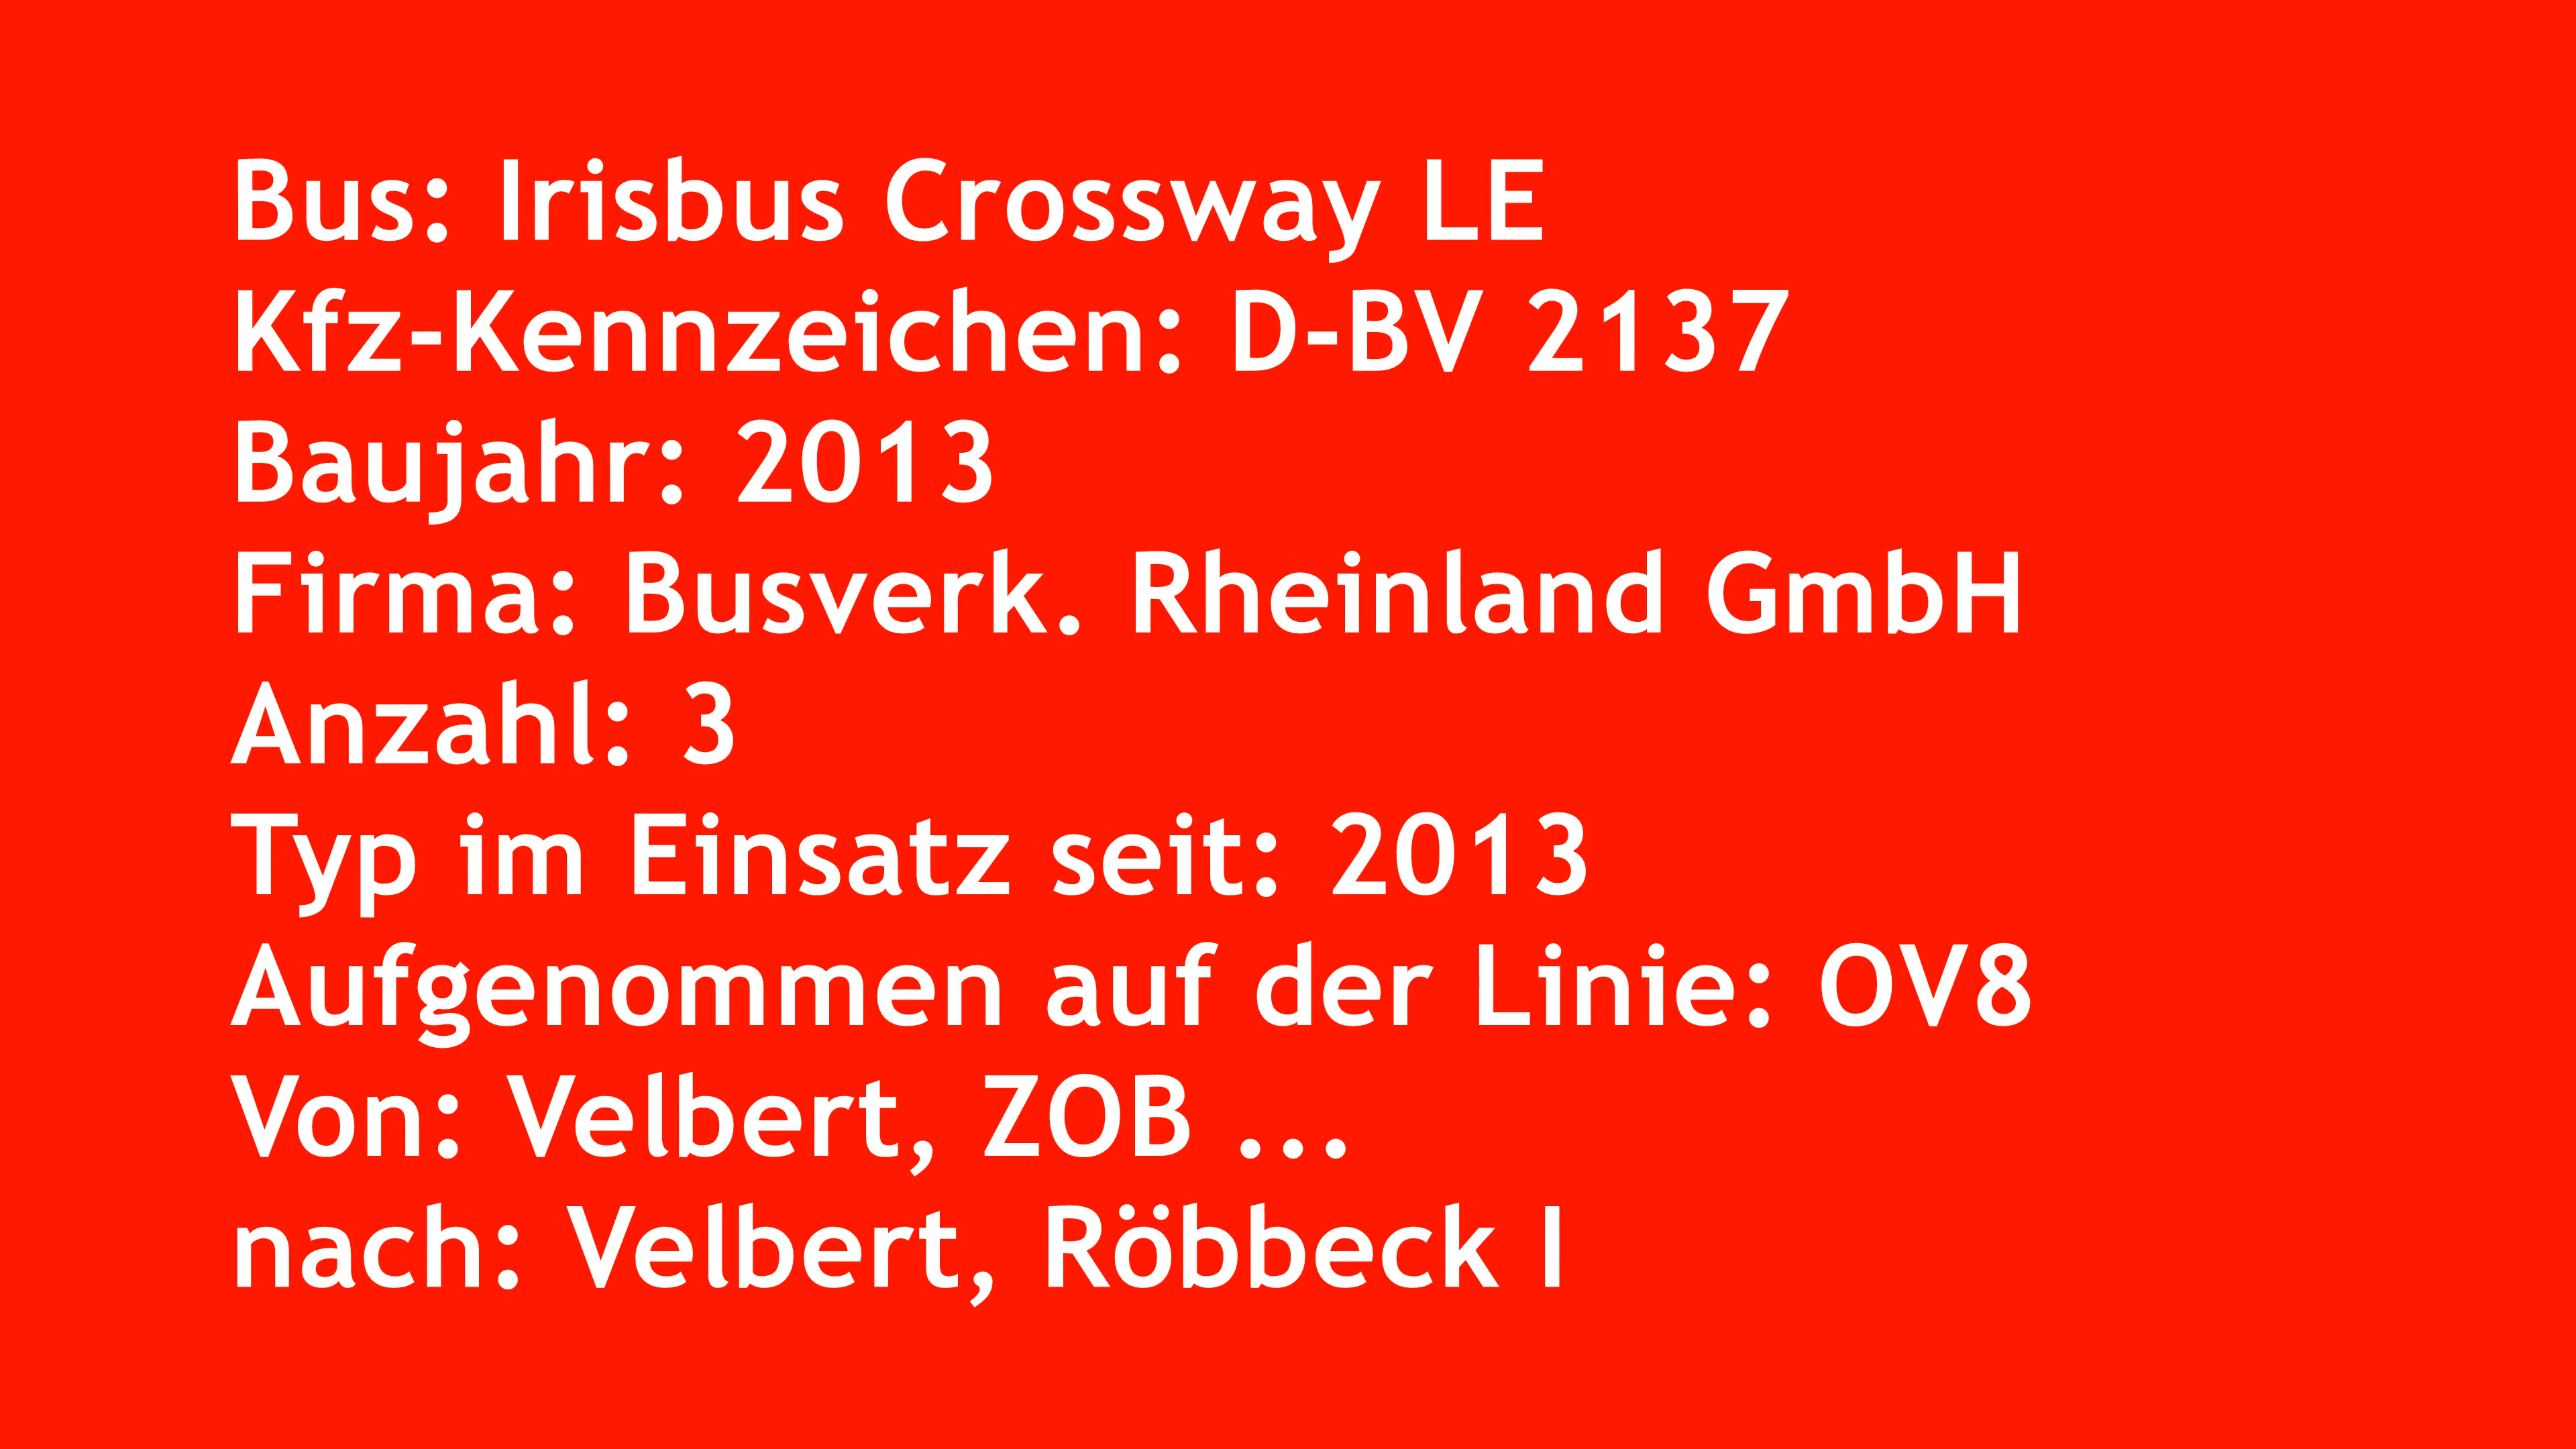 Bus: Irisbus Crossway LE
Kfz-Kennzeichen: D-BV 2137
Baujahr: 2013
Firma: Busverk. Rheinland GmbH
Anzahl: 3
Typ im Einsatz seit: 2013
Aufgenommen auf der Linie: OV8
Von: Velbert, ZOB ...
nach: Velbert, Röbbeck I